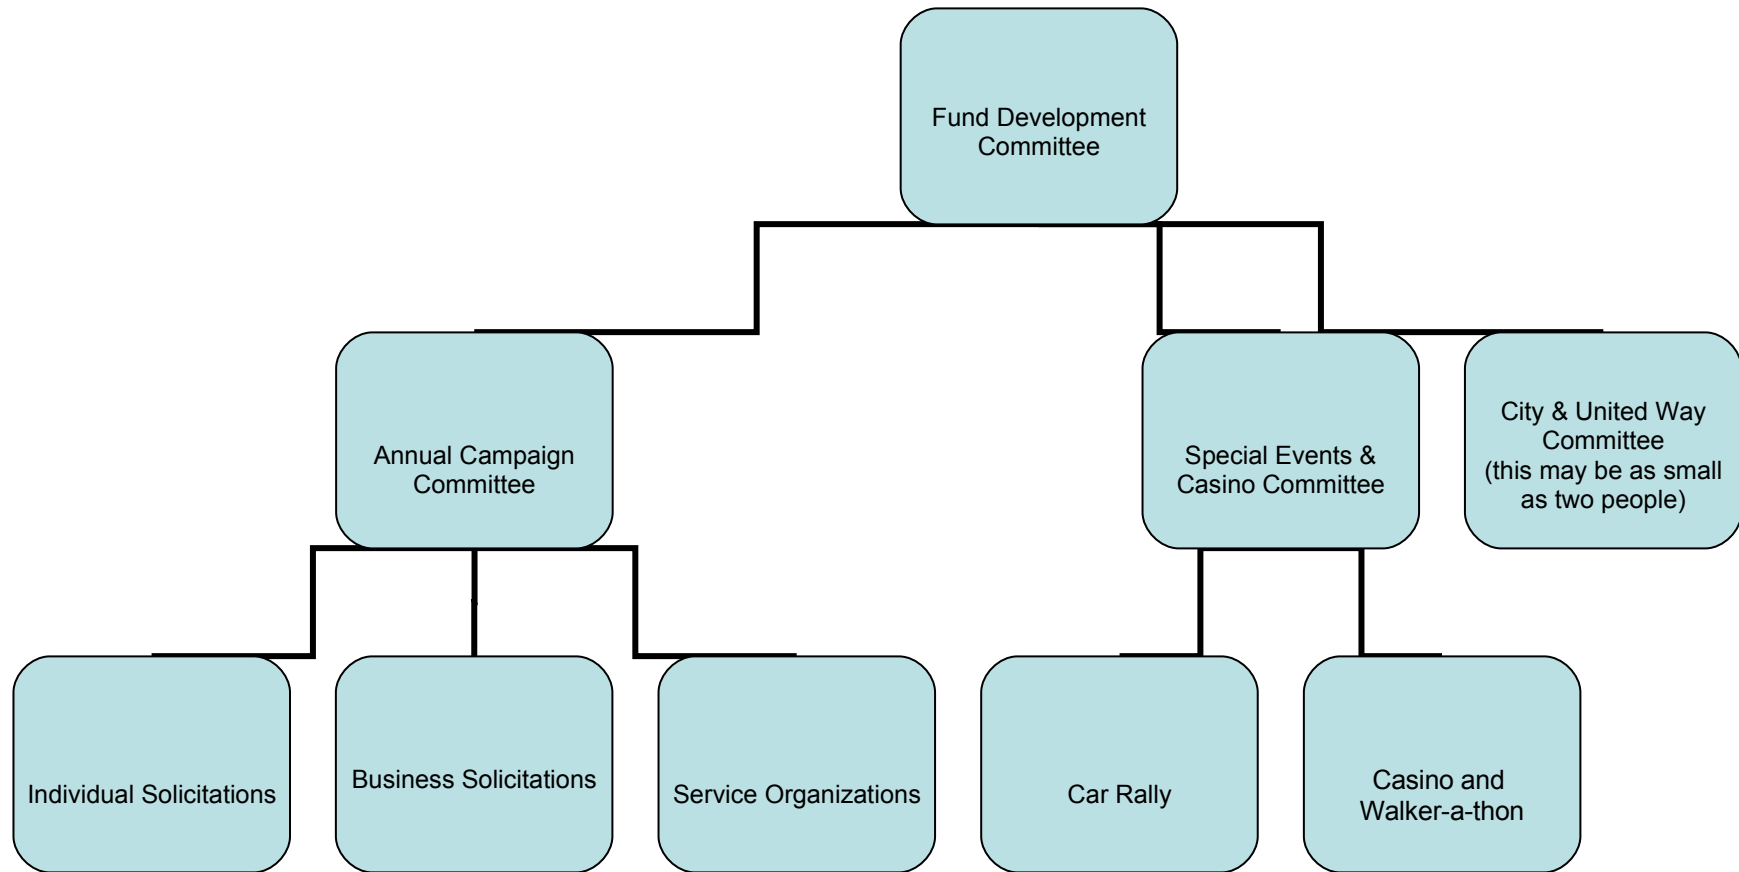 Fund Development
Committee
Annual Campaign
Committee
Special Events &
Casino Committee
City & United Way
Committee
(this may be as small
as two people)
Individual Solicitations
Business Solicitations
Service Organizations
Car Rally
Casino and
Walker-a-thon